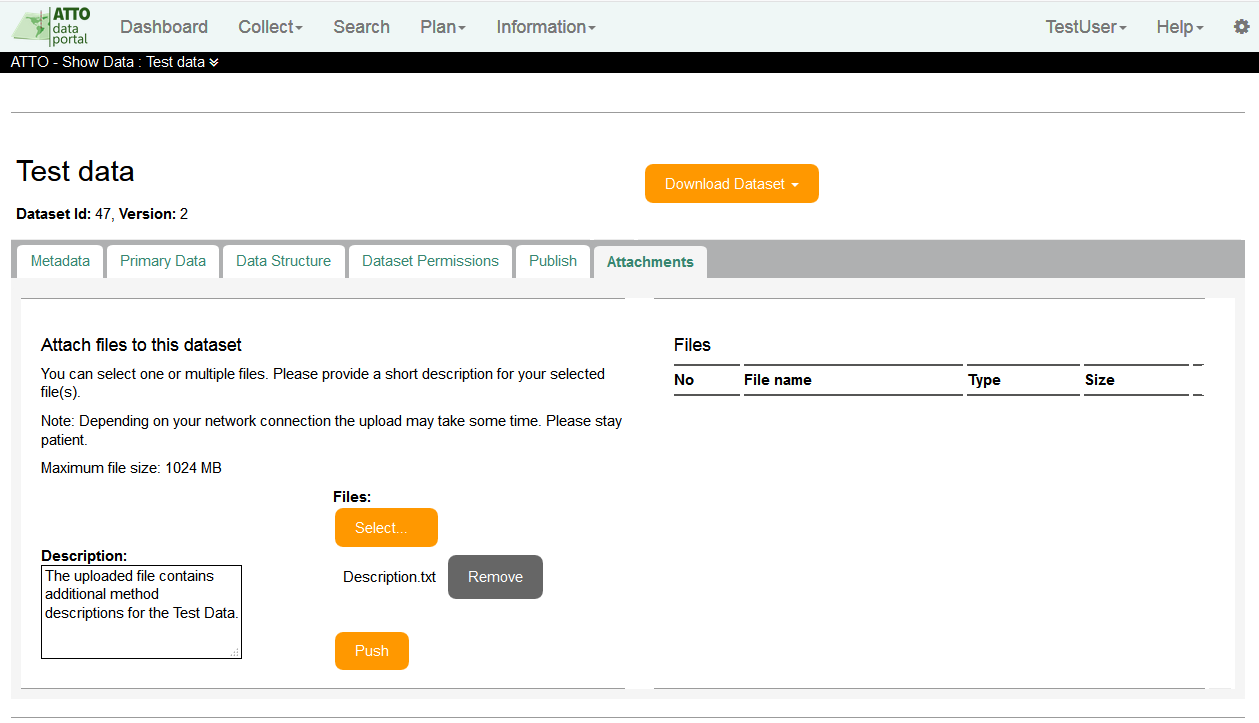 ATTO
data
portal
Dashboard Collect Search Plan Information TestUser Help
ATTO - Show Data : Test data
Test data
Download Dataset
Dataset Id: 47, Version: 2
Metadata Primary Data Data Structure Dataset Permissions Publish Attachments
Attach files to this dataset
You can select one or multiple files. Please provide a short description for your selected
file(s).
Note: Depending on your network connection the upload may take some time. Please stay
patient.
Maximum file size: 1024 MB
Files:
Select...
Description:
The uploaded file contains
additional method
descriptions for the Test Data.
Description.txt Remove
Push
Files
No File name Type Size